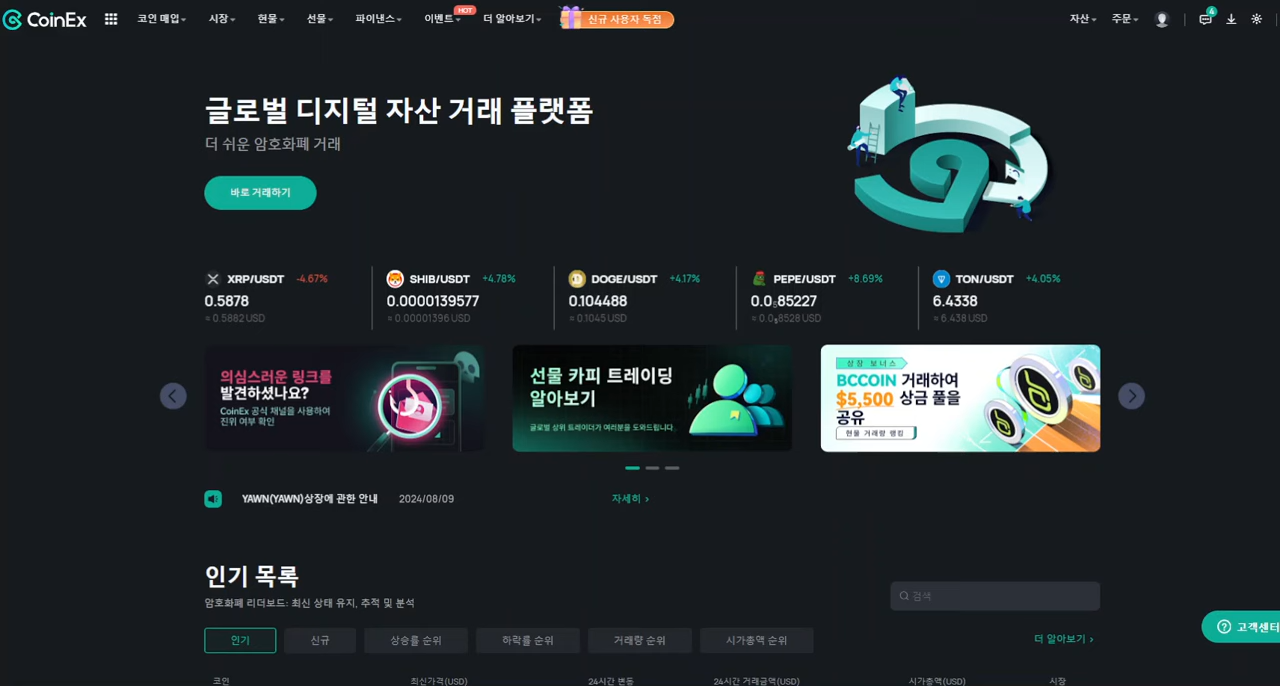 CoinEx
코인 매입
시장
현물
선물
파이낸스
이벤트
HOT
더 알아보기
신규 사용자 독점
자산
주문
4
글로벌 디지털 자산 거래 플랫폼
더 쉬운 암호화폐 거래
바로 거래하기
XRP/USDT -4.67%
0.5878
≈ 0.5882 USD
SHIB/USDT +4.78%
0.0000139577
≈ 0.00001396 USD
DOGE/USDT +4.17%
0.104488
≈ 0.1045 USD
PEPE/USDT +8.69%
0.0₅85227
≈ 0.0₅8528 USD
TON/USDT +4.05%
6.4338
≈ 6.438 USD
의심스러운 링크를
발견하셨나요?
CoinEx 공식 채널을 사용하여
진위 여부 확인
선물 카피 트레이딩
알아보기
글로벌 상위 트레이더가 여러분을 도와드립니다.
상장 보너스
BCCOIN 거래하여
$5,500 상금 풀을
공유
현물 거래량 랭킹
YAWN(YAWN)상장에 관한 안내 2024/08/09 자세히 >
인기 목록
암호화폐 리더보드: 최신 상태 유지, 추적 및 분석
검색
인기
신규
상승률 순위
하락률 순위
거래량 순위
시가총액 순위
더 알아보기 >
고객센터
코인
최신가격(USD)
24시간 변동
24시간 거래금액(USD)
시가총액(USD)
시장